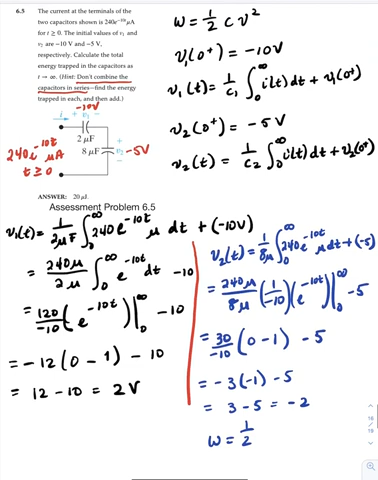 6.5 The current at the terminals of the
two capacitors shown is 240e⁻¹⁰ᵗ μA
for t ≥ 0. The initial values of v₁ and
v₂ are −10 V and −5 V,
respectively. Calculate the total
energy trapped in the capacitors as
t → ∞. (Hint: Don't combine the
capacitors in series—find the energy
trapped in each, and then add.)
-10V
i + v₁ −
2 μF
8 μF + v₂ −
-5V
240e^-10t μA
t ≥ 0
ANSWER: 20 μJ
Assessment Problem 6.5
W = 1/2 C V²
V₁(0⁺) = -10V
V₁(t) = 1/C₁ ∫₀^∞ i(t) dt + V₁(0⁺)
V₂(0⁺) = -5V
V₂(t) = 1/C₂ ∫₀^∞ i(t) dt + V₂(0⁺)
V₁(t) = 1/2μF ∫₀^∞ 240e^-10t μ dt + (-10V)
= 240μ/2μ ∫₀^∞ e^-10t dt - 10
= 120/-10 (e^-10t)|₀^∞ - 10
= -12(0 - 1) - 10
= 12 - 10 = 2V
V₂(t) = 1/8μ ∫₀^∞ 240e^-10t μ dt + (-5)
= 240μ/8μ (1/-10)(e^-10t)|₀^∞ - 5
= 30/-10 (0 - 1) - 5
= -3(-1) - 5
= 3 - 5 = -2
W = 1/2
16
19